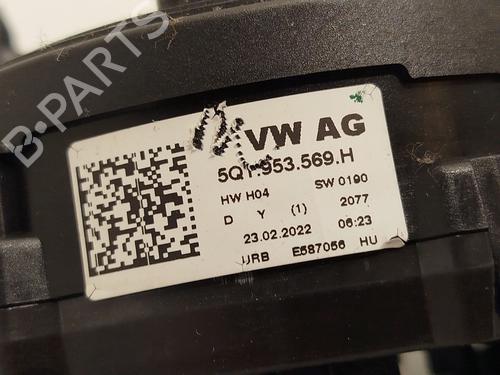 B-PARTS
VW AG
5Q1.953.569.H
HW H04 SW 0190
D Y (1) 2077
23.02.2022 06:23
URB E587056 HU